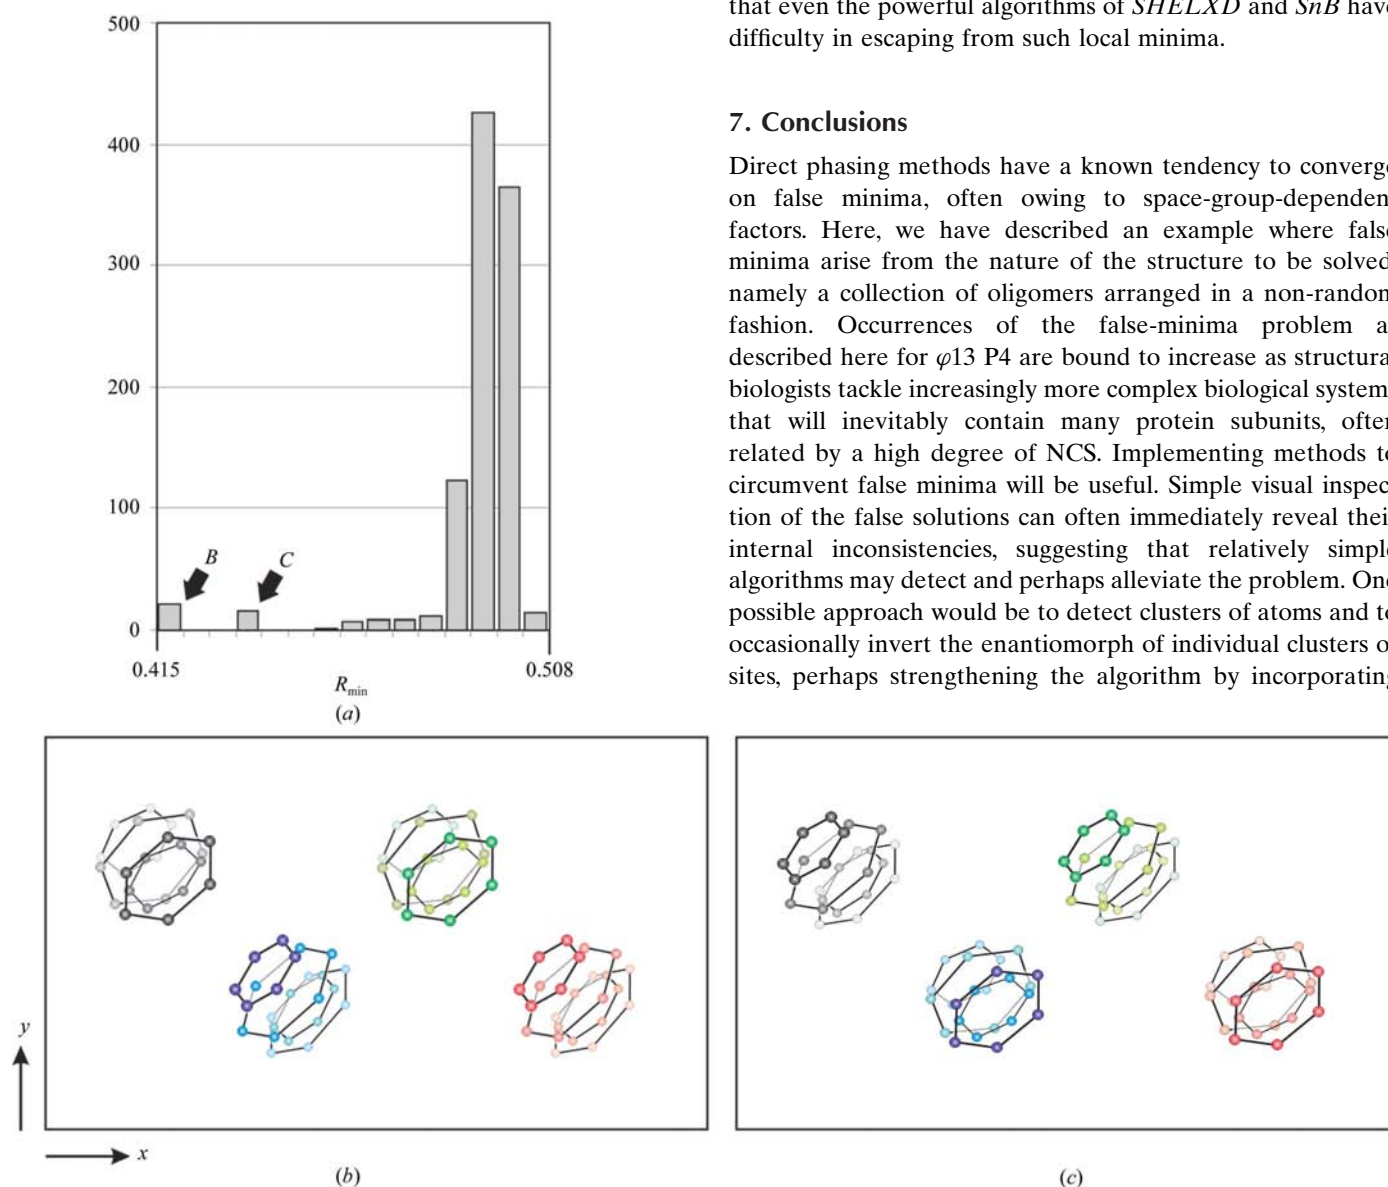 500
400
300
200
100
0
B
C
0.415
0.508
R_min
(a)
that even the powerful algorithms of SHELXD and SnB have
difficulty in escaping from such local minima.
7. Conclusions
Direct phasing methods have a known tendency to converge
on false minima, often owing to space-group-dependen
factors. Here, we have described an example where false
minima arise from the nature of the structure to be solved
namely a collection of oligomers arranged in a non-random
fashion. Occurrences of the false-minima problem a
described here for φ13 P4 are bound to increase as structura
biologists tackle increasingly more complex biological system
that will inevitably contain many protein subunits, often
related by a high degree of NCS. Implementing methods to
circumvent false minima will be useful. Simple visual inspec-
tion of the false solutions can often immediately reveal thei
internal inconsistencies, suggesting that relatively simple
algorithms may detect and perhaps alleviate the problem. One
possible approach would be to detect clusters of atoms and to
occasionally invert the enantiomorph of individual clusters o
sites, perhaps strengthening the algorithm by incorporating
y
x
(b)
(c)